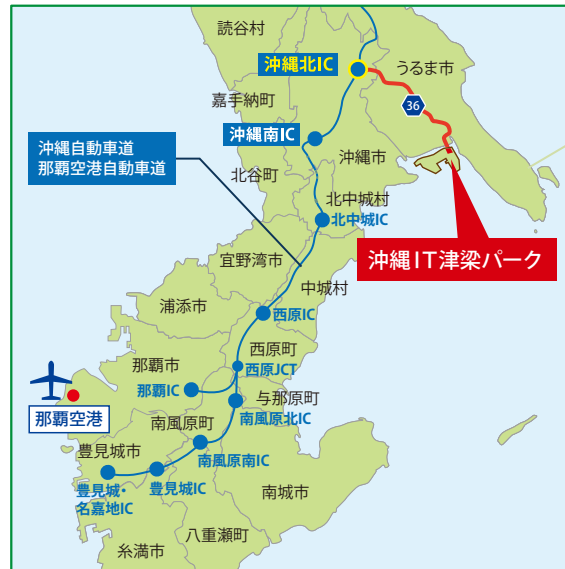 読谷村
沖縄北IC
うるま市
嘉手納町
36
沖縄南IC
沖縄自動車道
那覇空港自動車道
沖縄市
北谷町
北中城村
北中城IC
宜野湾市
沖縄IT津梁パーク
中城村
浦添市
西原IC
西原町
那覇市
西原JCT
那覇IC
与那原町
那覇空港
南風原町
南風原北IC
豊見城市
南風原南IC
豊見城・
名嘉地IC
豊見城IC
南城市
八重瀬町
糸満市